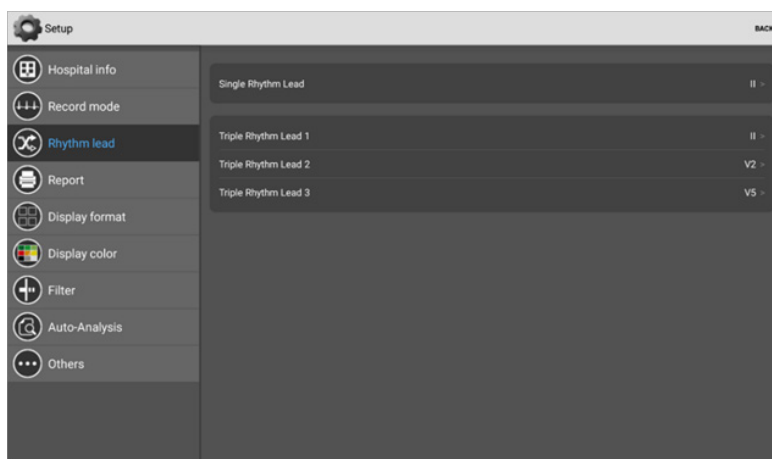 Setup
BACK
Hospital info
Record mode
Rhythm lead
Report
Display format
Display color
Filter
Auto-Analysis
Others
Single Rhythm Lead II >
Triple Rhythm Lead 1 II >
Triple Rhythm Lead 2 V2 >
Triple Rhythm Lead 3 V5 >